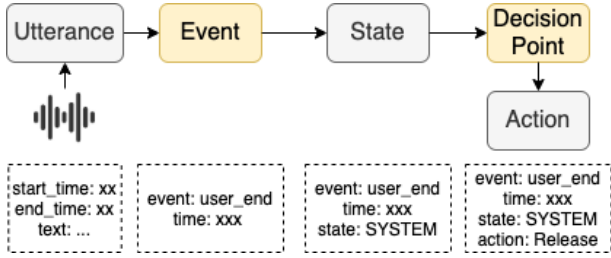 Utterance
Event
State
Decision
Point
Action
start_time: xx
end_time: xx
text: ...
event: user_end
time: xxx
event: user_end
time: xxx
state: SYSTEM
event: user_end
time: xxx
state: SYSTEM
action: Release